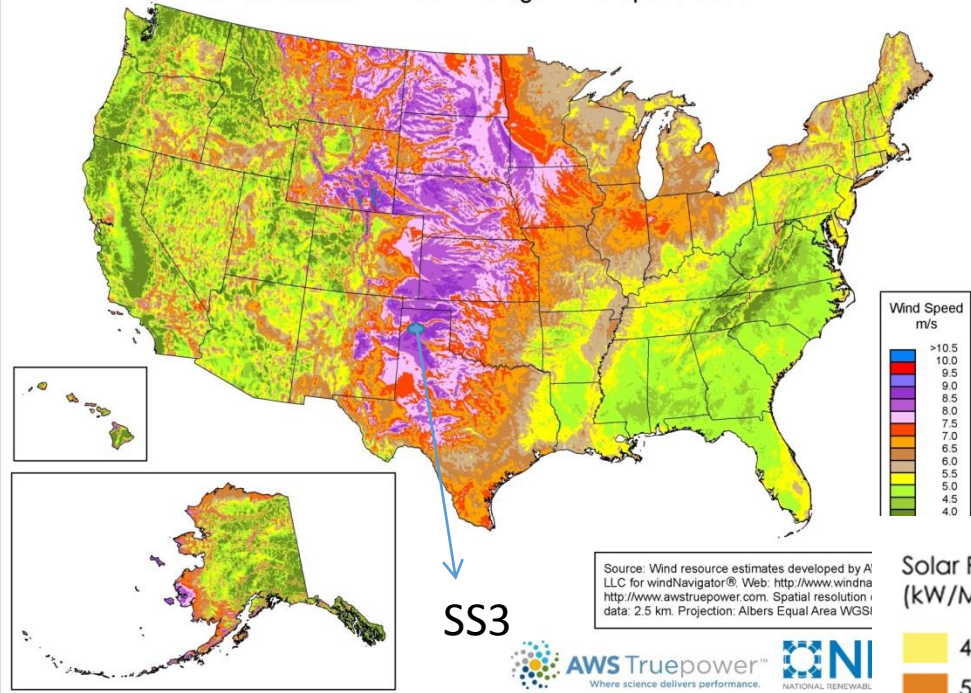 Wind Speed
m/s
>10.5
10.0
9.5
9.0
8.5
8.0
7.5
7.0
6.5
6.0
5.5
5.0
4.5
4.0
Source: Wind resource estimates developed by
LLC for windNavigator®. Web: http://www.windna
http://www.awstruepower.com. Spatial resolution
data: 2.5 km. Projection: Albers Equal Area WGS8
SS3
AWS Truepower™
Where science delivers performance.
NATIONAL RENEWABL
Solar
(kW/M
4
5